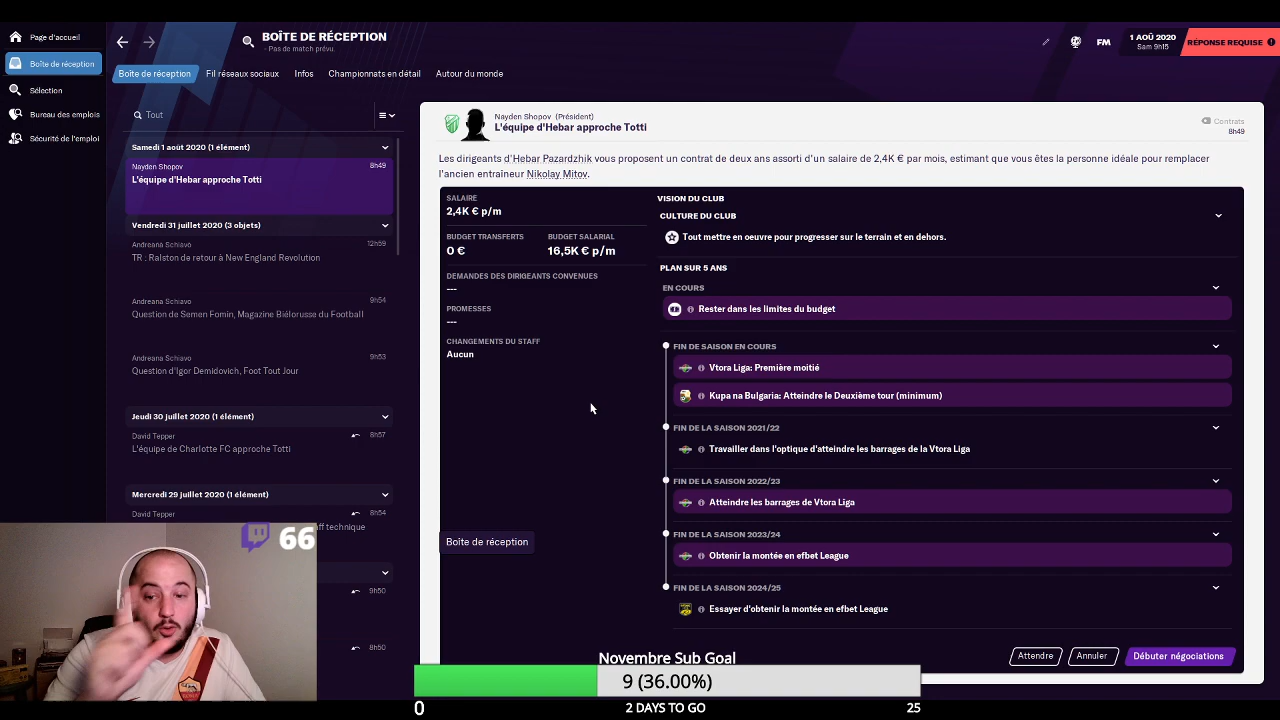 Page d'accueil
Boîte de réception
Sélection
Bureau des emplois
Sécurité de l'emploi
BOÎTE DE RÉCEPTION
- Pas de match prévu.
FM
1 AOÛ 2020
Sam 9h15
RÉPONSE REQUISE
Boîte de réception
Fil réseaux sociaux
Infos
Championnats en détail
Autour du monde
Tout
Samedi 1 août 2020 (1 élément)
Nayden Shopov 8h49
L'équipe d'Hebar approche Totti
Vendredi 31 juillet 2020 (3 objets)
Andreana Schiavo 12h59
TR : Ralston de retour à New England Revolution
Andreana Schiavo 9h54
Question de Semen Fomin, Magazine Biélorusse du Football
Andreana Schiavo 9h53
Question d'Igor Demidovich, Foot Tout Jour
Jeudi 30 juillet 2020 (1 élément)
David Tepper 8h57
L'équipe de Charlotte FC approche Totti
Mercredi 29 juillet 2020 (1 élément)
David Tepper 8h54
aff technique
9h50
8h50
66
Nayden Shopov (Président)
L'équipe d'Hebar approche Totti
Contrats
8h49
Les dirigeants d'Hebar Pazardzhik vous proposent un contrat de deux ans assorti d'un salaire de 2,4K € par mois, estimant que vous êtes la personne idéale pour remplacer
l'ancien entraîneur Nikolay Mitov.
SALAIRE
2,4K € p/m
BUDGET TRANSFERTS
0 €
BUDGET SALARIAL
16,5K € p/m
DEMANDES DES DIRIGEANTS CONVENUES
---
PROMESSES
---
CHANGEMENTS DU STAFF
Aucun
VISION DU CLUB
CULTURE DU CLUB
Tout mettre en oeuvre pour progresser sur le terrain et en dehors.
PLAN SUR 5 ANS
EN COURS
Rester dans les limites du budget
FIN DE SAISON EN COURS
Vtora Liga: Première moitié
Kupa na Bulgaria: Atteindre le Deuxième tour (minimum)
FIN DE LA SAISON 2021/22
Travailler dans l'optique d'atteindre les barrages de la Vtora Liga
FIN DE LA SAISON 2022/23
Atteindre les barrages de Vtora Liga
FIN DE LA SAISON 2023/24
Obtenir la montée en efbet League
FIN DE LA SAISON 2024/25
Essayer d'obtenir la montée en efbet League
Boîte de réception
Attendre
Annuler
Débuter négociations
Novembre Sub Goal
9 (36.00%)
0
2 DAYS TO GO
25